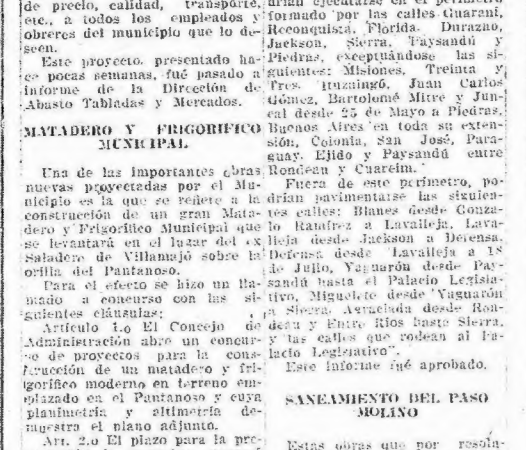 de precio, calidad, transporte,
etc., a todos los empleados y
obreros del municipio que lo de-
seen.
Este proyecto, presentado ha-
ce pocas semanas, fué pasado a
informe de la Dirección de
Abasto Tabladas y Mercados.
MATADERO Y FRIGORIFICO
MUNICIPAL
Una de las importantes obras
nuevas proyectadas por el Mu-
nicipio es la que se refiere a la
construcción de un gran Mata-
dero y Frigorífico Municipal que
se levantará en el lugar del ex
Saladero de Villamajó sobre la
orilla del Pantanoso.
Para el efecto se hizo un lla-
mado a concurso con las si-
guientes cláusulas:
Artículo 1.o El Concejo de
Administración abre un concur-
so de proyectos para la cons-
trucción de un matadero y fri-
gorífico moderno en terreno em-
plazado en el Pantanoso y cuya
planimetría y altimetría de-
muestra el plano adjunto.
Art. 2.o El plazo para la pre-
formado por las calles Guaraní,
Reconquista, Florida, Durazno,
Jackson, Sierra, Paysandú y
Piedras, exceptuándose las si-
guientes: Misiones, Treinta y
Tres, Ituzaingó, Juan Carlos
Gómez, Bartolomé Mitre y Jun-
cal desde 25 de Mayo a Piedras,
Buenos Aires en toda su exten-
sión, Colonia, San José, Para-
guay, Ejido y Paysandú entre
Rondeau y Cuareim.
Fuera de este perímetro, po-
drían pavimentarse las siguien-
tes calles: Blanes desde Gonza-
lo Ramírez a Lavalleja, Lava-
lleja desde Jackson a Defensa,
Defensa desde Lavalleja a 18
de Julio, Yaguarón desde Pay-
sandú hasta el Palacio Legisla-
tivo, Miguelete desde Yaguarón
a Sierra, Agraciada desde Ron-
deau y Entre Ríos hasta Sierra,
y las calles que rodean al Pa-
lacio Legislativo".
Este informe fué aprobado.
SANEAMIENTO DEL PASO
MOLINO
Estas obras que por resolu-